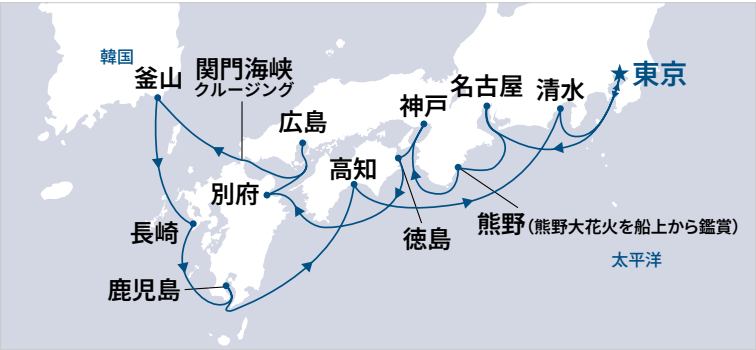 韓国
釜山
関門海峡
クルージング
広島
神戸
名古屋
清水
★東京
別府
高知
長崎
鹿児島
徳島
熊野(熊野大花火を船上から鑑賞)
太平洋